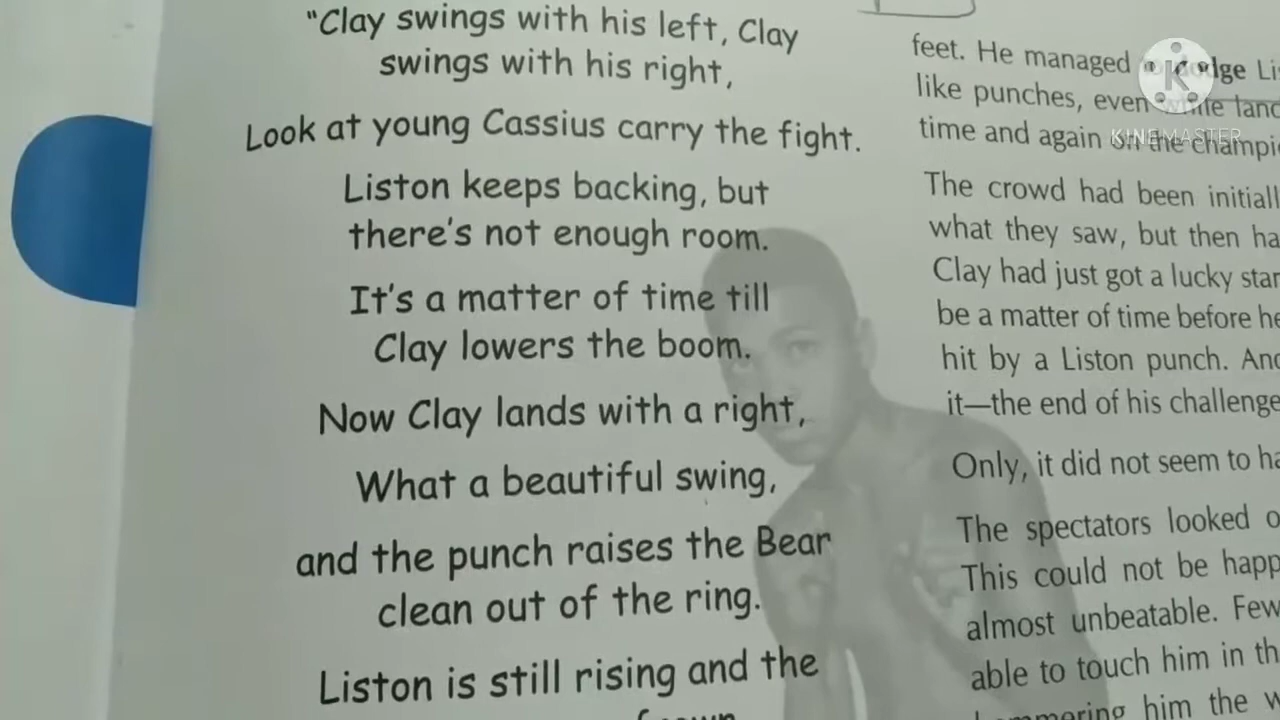 "Clay swings with his left, Clay
swings with his right,
Look at young Cassius carry the fight.
Liston keeps backing, but
there's not enough room.
It's a matter of time till
Clay lowers the boom.
Now Clay lands with a right,
What a beautiful swing,
and the punch raises the Bear
clean out of the ring.
Liston is still rising and the
feet. He managed to dodge Lis
like punches, even while land
time and again on the champi
The crowd had been initiall
what they saw, but then ha
Clay had just got a lucky star
be a matter of time before he
hit by a Liston punch. And
it—the end of his challenge
Only, it did not seem to ha
The spectators looked o
This could not be happ
almost unbeatable. Few
able to touch him in th
him the w
K
KINEMASTER